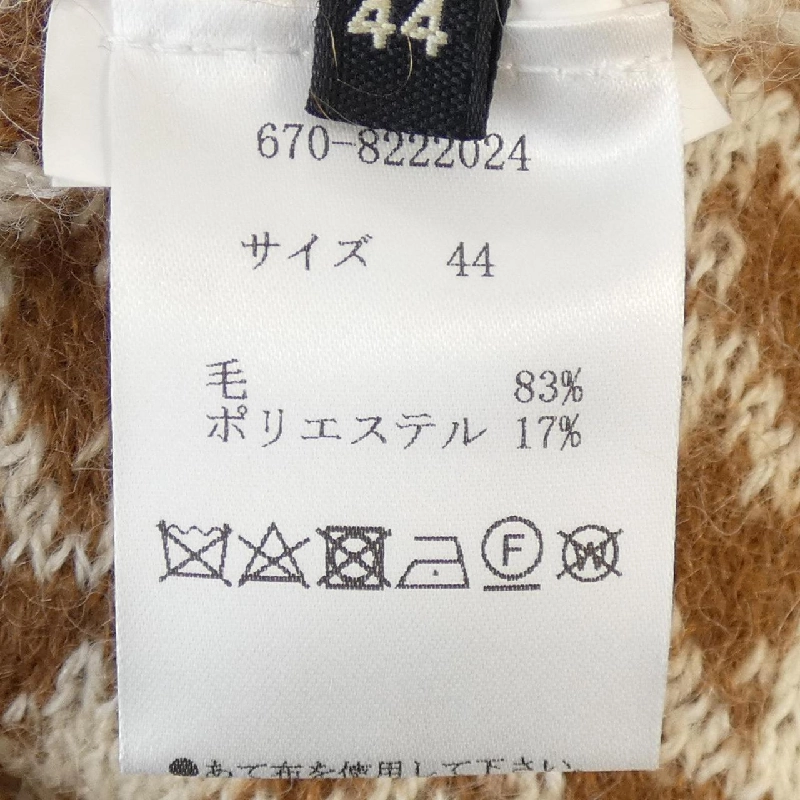 44
670-8222024
サイズ 44
毛 83%
ポリエステル 17%
F
W
●あて布を使用して下さい